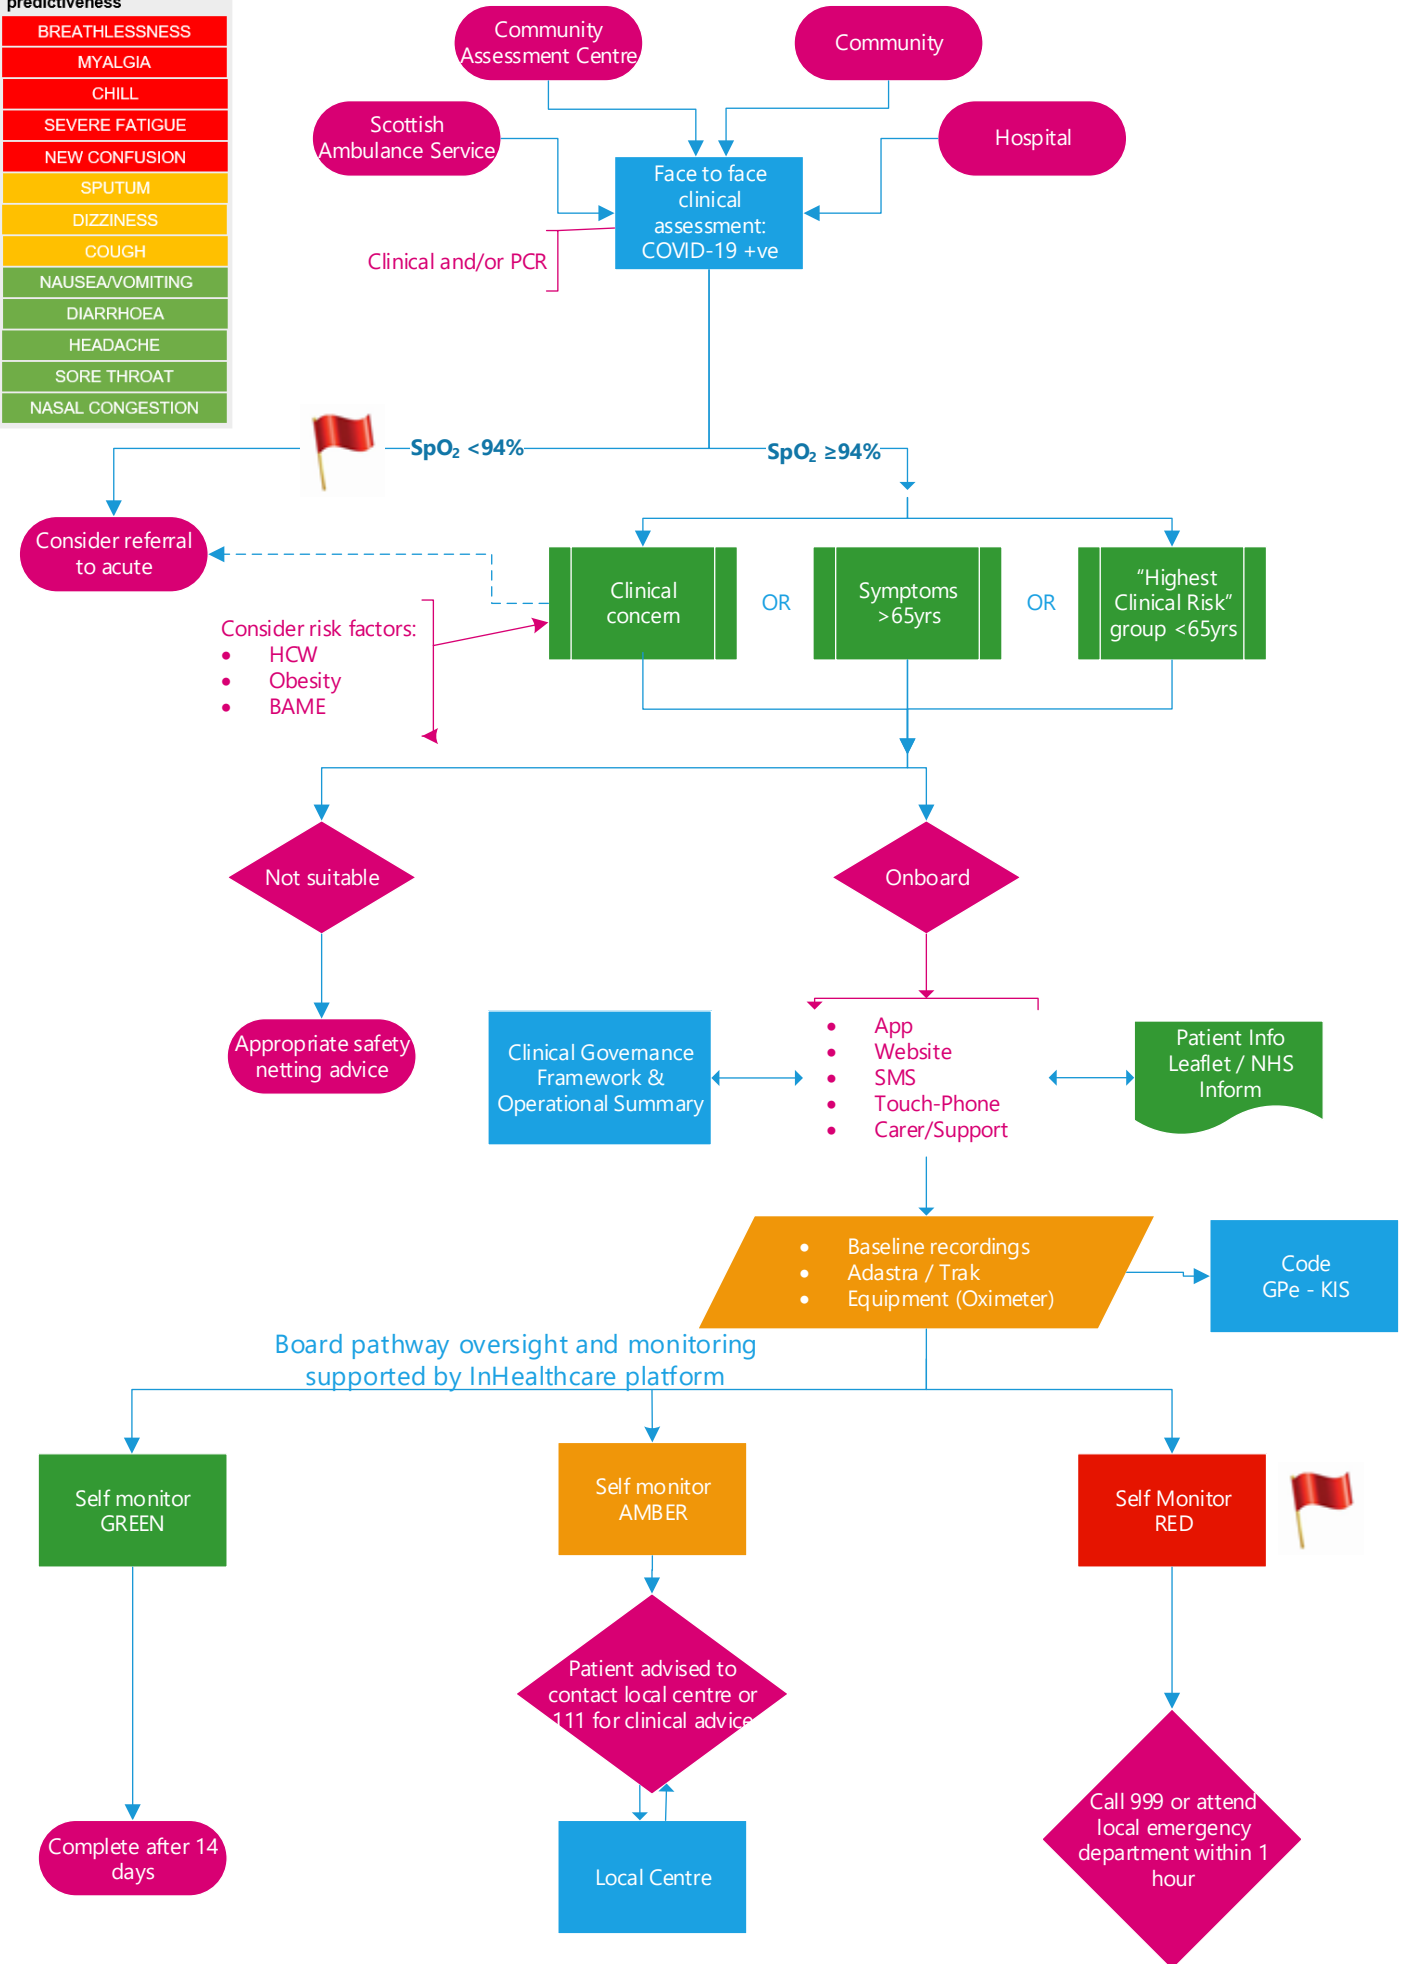 predictiveness
BREATHLESSNESS
MYALGIA
CHILL
SEVERE FATIGUE
NEW CONFUSION
SPUTUM
DIZZINESS
COUGH
NAUSEA/VOMITING
DIARRHOEA
HEADACHE
SORE THROAT
NASAL CONGESTION
Community
Assessment Centre
Community
Scottish
Ambulance Service
Hospital
Face to face
clinical
assessment:
COVID-19 +ve
Clinical and/or PCR
SpO₂ <94%
SpO₂ ≥94%
Consider referral
to acute
Clinical
concern
OR
Symptoms
>65yrs
OR
“Highest
Clinical Risk”
group <65yrs
Consider risk factors:
• HCW
• Obesity
• BAME
Not suitable
Onboard
Appropriate safety
netting advice
Clinical Governance
Framework &
Operational Summary
• App
• Website
• SMS
• Touch-Phone
• Carer/Support
Patient Info
Leaflet / NHS
Inform
• Baseline recordings
• Adastra / Trak
• Equipment (Oximeter)
Code
GPe - KIS
Board pathway oversight and monitoring
supported by InHealthcare platform
Self monitor
GREEN
Self monitor
AMBER
Self Monitor
RED
Patient advised to
contact local centre or
111 for clinical advice
Call 999 or attend
local emergency
department within 1
hour
Complete after 14
days
Local Centre